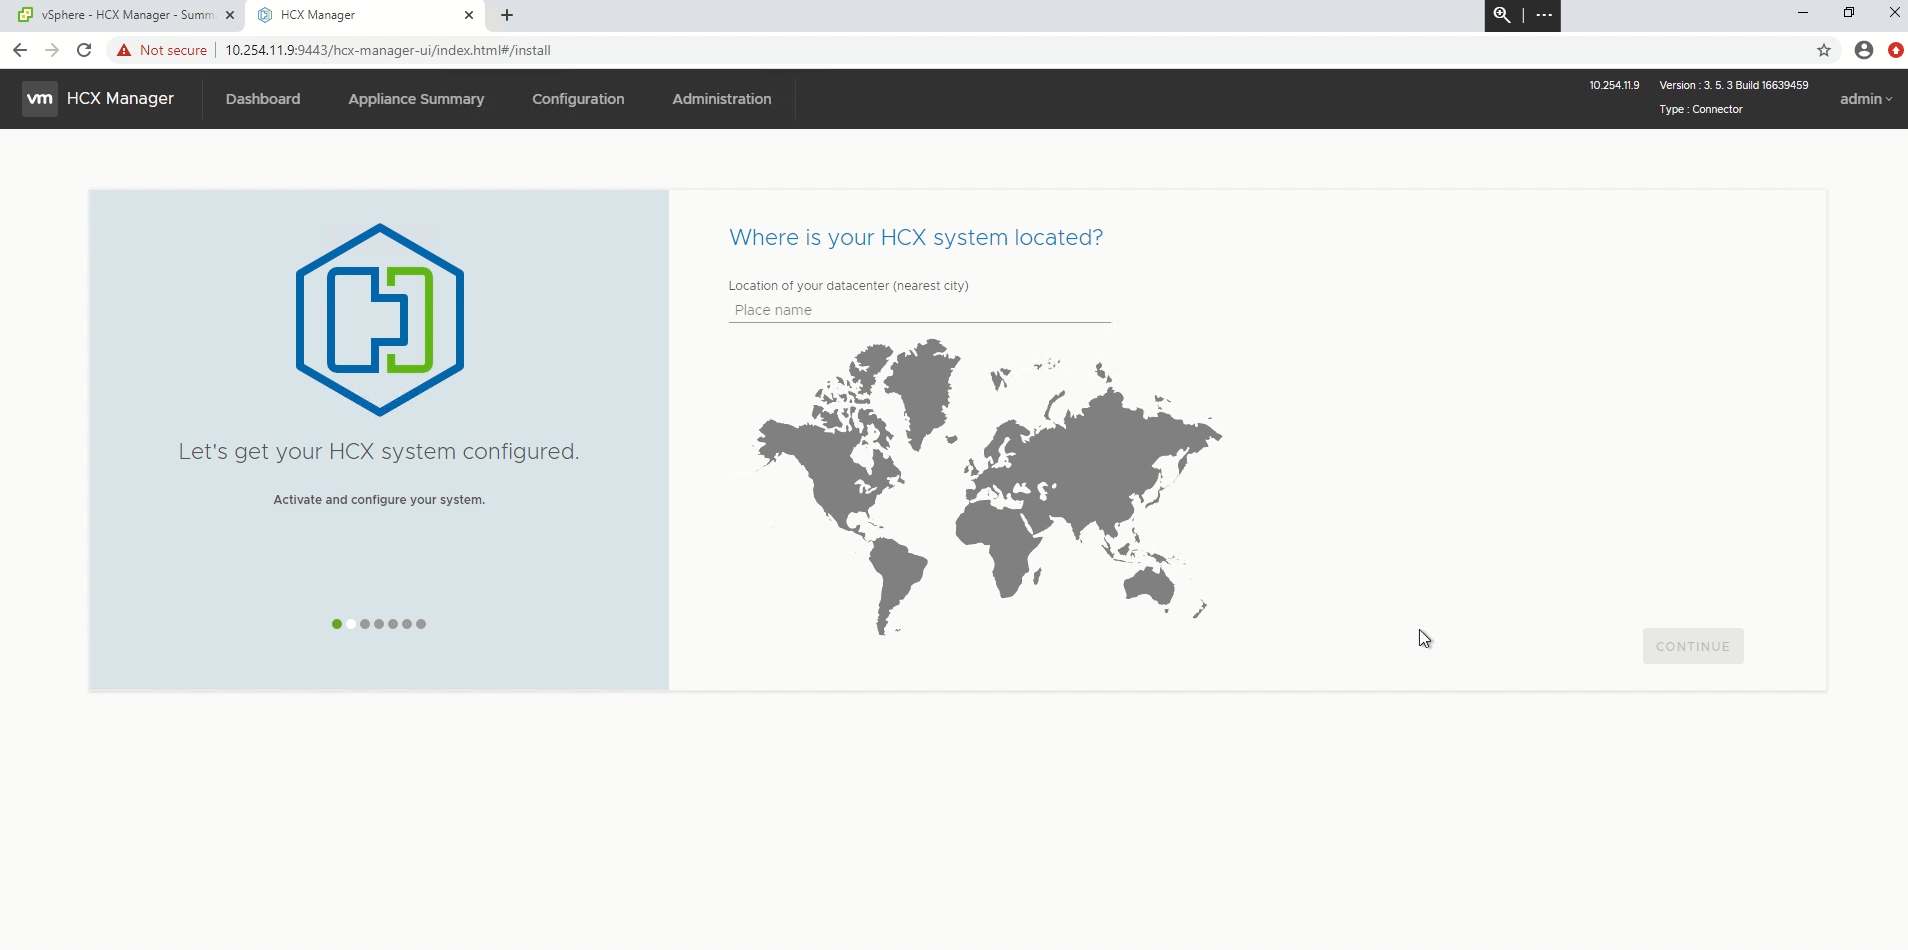 vSphere - HCX Manager - Summ
HCX Manager
Not secure
10.254.11.9:9443/hcx-manager-ui/index.html#/install
vm HCX Manager
Dashboard
Appliance Summary
Configuration
Administration
10.254.11.9
Version : 3. 5. 3 Build 16639459
Type : Connector
admin
Let's get your HCX system configured.
Activate and configure your system.
Where is your HCX system located?
Location of your datacenter (nearest city)
Place name
CONTINUE